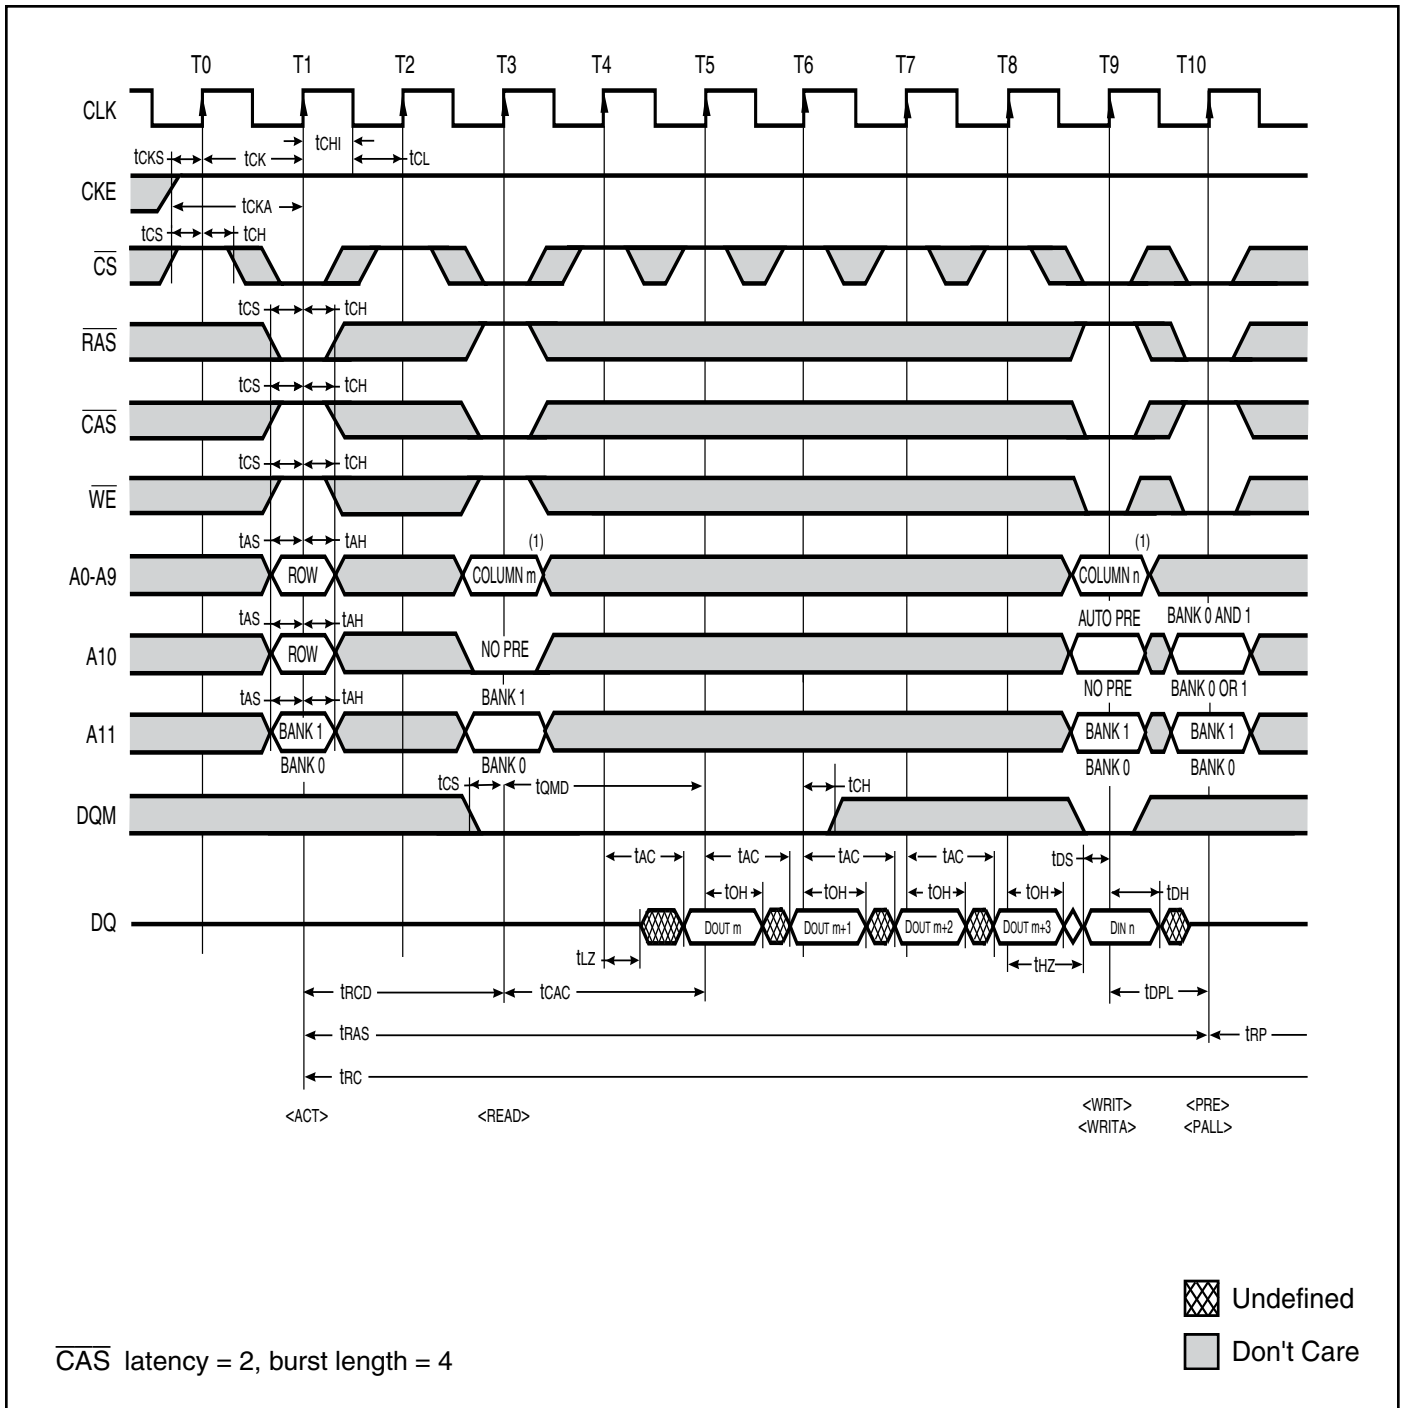 T0 T1 T2 T3 T4 T5 T6 T7 T8 T9 T10
CLK
tCHI
tCKS tCK tCL
CKE
tCKA
tCS tCH
CS
tCS tCH
RAS
tCS tCH
CAS
tCS tCH
WE
tAS tAH (1) (1)
A0-A9 ROW COLUMN m COLUMN n
AUTO PRE BANK 0 AND 1
tAS tAH
A10 ROW NO PRE
NO PRE BANK 0 OR 1
tAS tAH BANK 1
A11 BANK 1 BANK 1 BANK 1
BANK 0 BANK 0 BANK 0 BANK 0
tCS tQMD tCH
DQM
tAC tAC tAC tAC tDS
tOH tOH tOH tOH tDH
DQ DOUT m DOUT m+1 DOUT m+2 DOUT m+3 DIN n
tLZ tHZ
tRCD tCAC tDPL
tRAS tRP
tRC
<ACT> <READ> <WRIT> <PRE>
<WRITA> <PALL>
Undefined
Don't Care
CAS latency = 2, burst length = 4